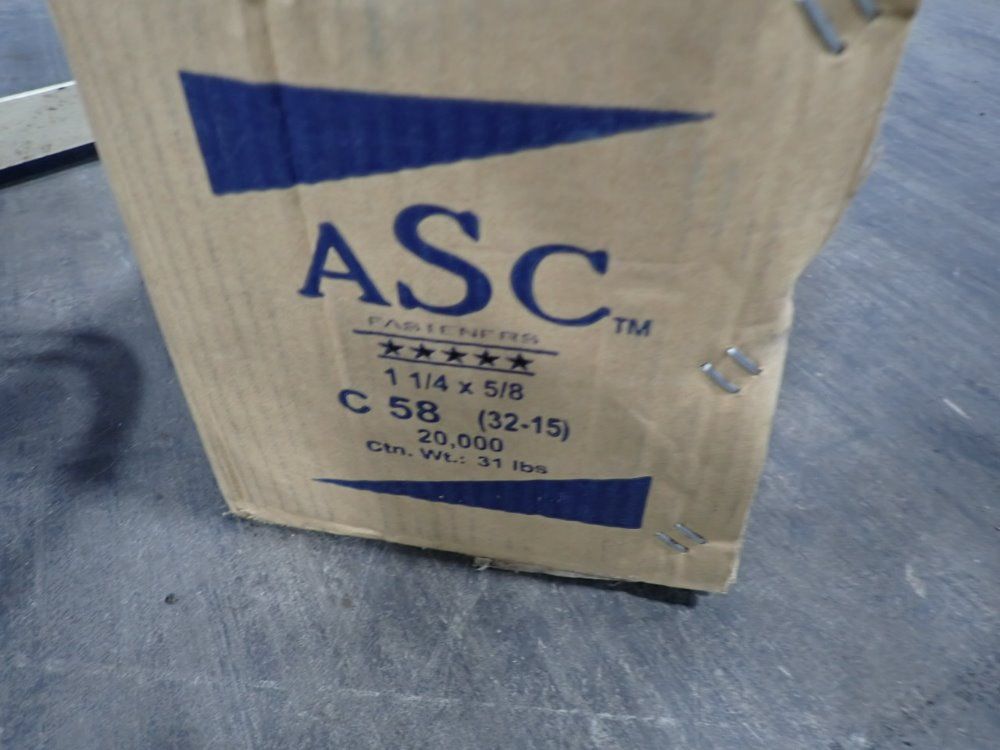 ASC™
FASTENERS
1 1/4 x 5/8
C 58 (32-15)
20,000
Ctn. Wt.: 31 lbs